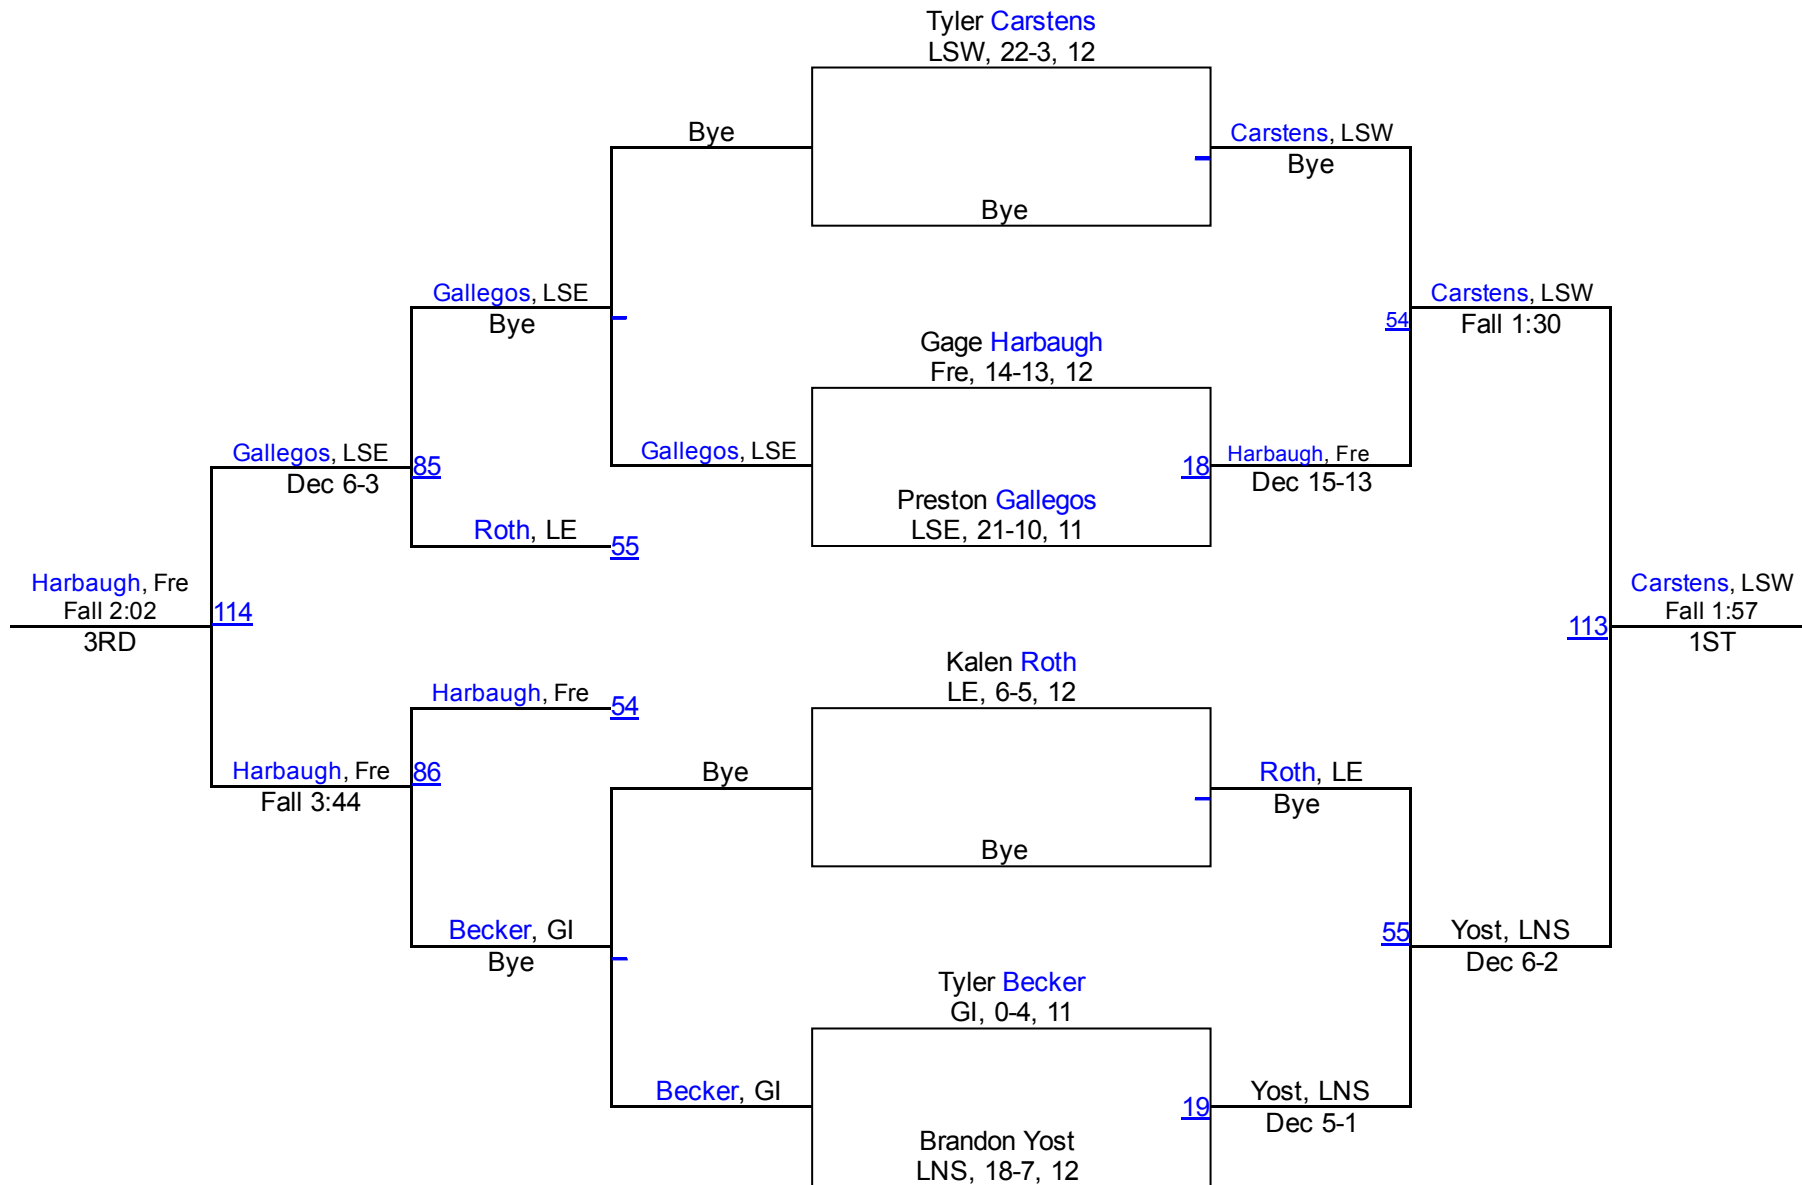 Tyler Carstens
LSW, 22-3, 12
Bye
Carstens, LSW
Bye
Bye
Gallegos, LSE
Bye
Carstens, LSW
54
Fall 1:30
Gage Harbaugh
Fre, 14-13, 12
Gallegos, LSE
Dec 6-3
85
Gallegos, LSE
18
Harbaugh, Fre
Dec 15-13
Preston Gallegos
LSE, 21-10, 11
Roth, LE
55
Harbaugh, Fre
Fall 2:02
3RD
114
Carstens, LSW
Fall 1:57
1ST
113
Kalen Roth
LE, 6-5, 12
Harbaugh, Fre
54
Harbaugh, Fre
Fall 3:44
86
Bye
Roth, LE
Bye
Bye
Becker, GI
Bye
55
Yost, LNS
Dec 6-2
Tyler Becker
GI, 0-4, 11
Becker, GI
19
Yost, LNS
Dec 5-1
Brandon Yost
LNS, 18-7, 12